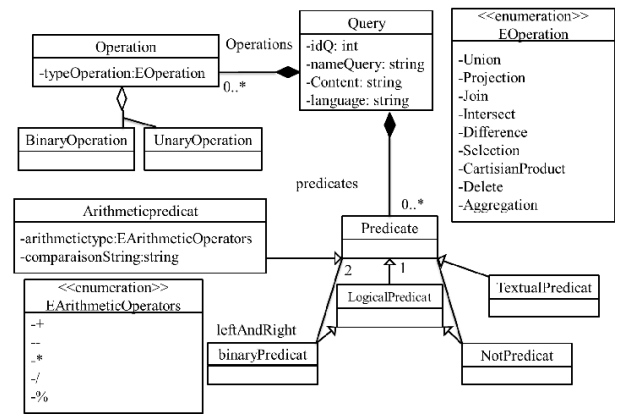 Query
-idQ: int
-nameQuery: string
-Content: string
-language: string
Operation
-typeOperation:EOperation
Operations
0..*
BinaryOperation
UnaryOperation
<<enumeration>>
EOperation
-Union
-Projection
-Join
-Intersect
-Difference
-Selection
-CartisianProduct
-Delete
-Aggregation
predicates
0..*
Arithmeticpredicat
-arithmetictype:EArithmeticOperators
-comparaisonString:string
Predicate
2
1
<<enumeration>>
EArithmeticOperators
-+
--
-*
-/
-%
LogicalPredicat
TextualPredicat
leftAndRight
binaryPredicat
NotPredicat